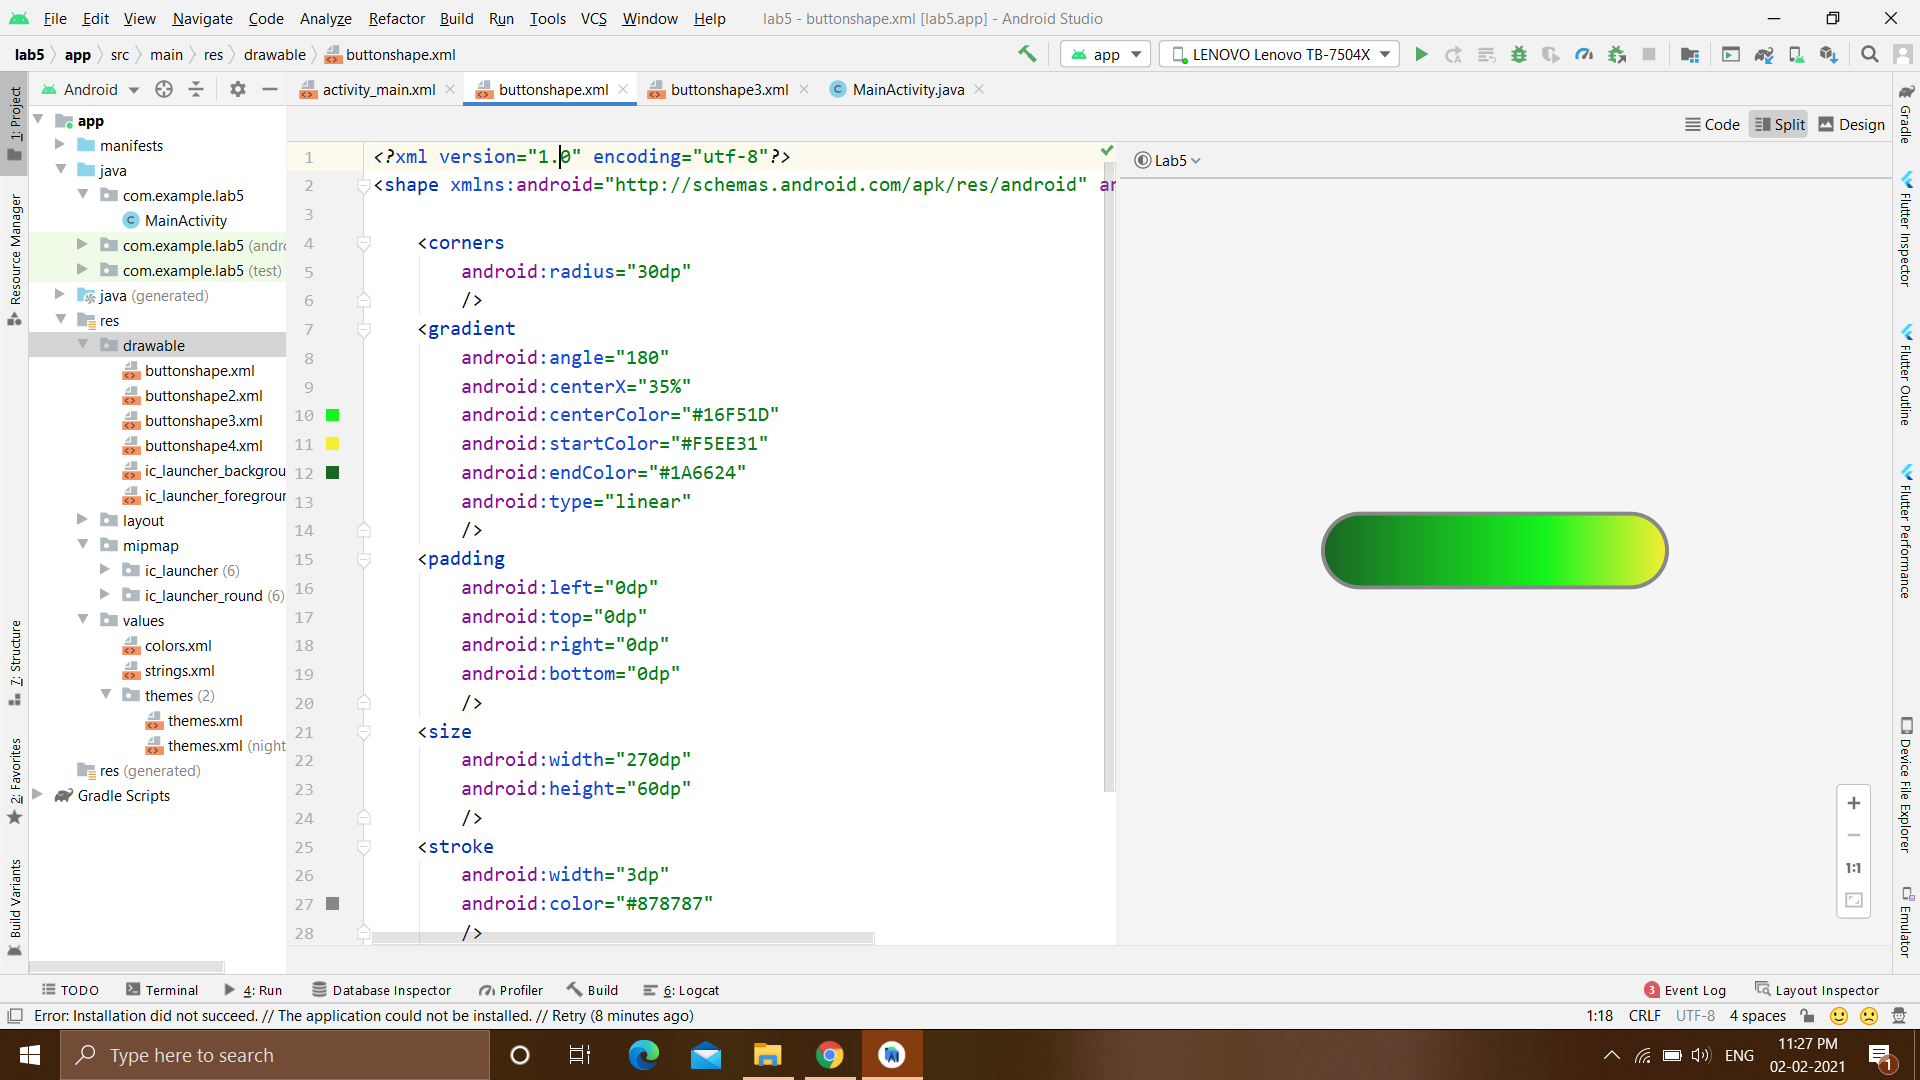 File Edit View Navigate Code Analyze Refactor Build Run Tools VCS Window Help lab5 - buttonshape.xml [lab5.app] - Android Studio
lab5 app src main res drawable buttonshape.xml app LENOVO Lenovo TB-7504X
Android activity_main.xml buttonshape.xml buttonshape3.xml MainActivity.java
Code Split Design
1: Project
Resource Manager
7: Structure
2: Favorites
Build Variants
app
manifests
java
com.example.lab5
MainActivity
com.example.lab5 (andro
com.example.lab5 (test)
java (generated)
res
drawable
buttonshape.xml
buttonshape2.xml
buttonshape3.xml
buttonshape4.xml
ic_launcher_backgrou
ic_launcher_foregrour
layout
mipmap
ic_launcher (6)
ic_launcher_round (6)
values
colors.xml
strings.xml
themes (2)
themes.xml
themes.xml (night
res (generated)
Gradle Scripts
1 <?xml version="1.0" encoding="utf-8"?>
2 <shape xmlns:android="http://schemas.android.com/apk/res/android" an
3
4 <corners
5 android:radius="30dp"
6 />
7 <gradient
8 android:angle="180"
9 android:centerX="35%"
10 android:centerColor="#16F51D"
11 android:startColor="#F5EE31"
12 android:endColor="#1A6624"
13 android:type="linear"
14 />
15 <padding
16 android:left="0dp"
17 android:top="0dp"
18 android:right="0dp"
19 android:bottom="0dp"
20 />
21 <size
22 android:width="270dp"
23 android:height="60dp"
24 />
25 <stroke
26 android:width="3dp"
27 android:color="#878787"
28 />
Lab5
1:1
Gradle
Flutter Inspector
Flutter Outline
Flutter Performance
Device File Explorer
Emulator
TODO Terminal 4: Run Database Inspector Profiler Build 6: Logcat 3 Event Log Layout Inspector
Error: Installation did not succeed. // The application could not be installed. // Retry (8 minutes ago) 1:18 CRLF UTF-8 4 spaces
Type here to search ENG 11:27 PM
02-02-2021
1